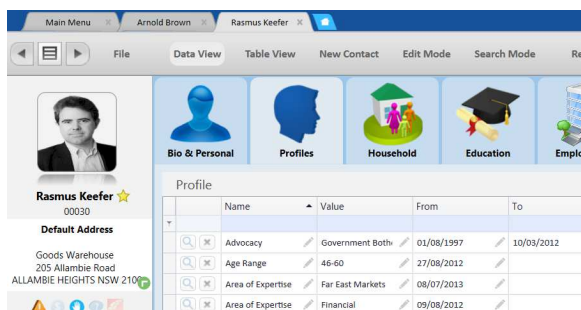 Main Menu Arnold Brown Rasmus Keefer
File Data View Table View New Contact Edit Mode Search Mode
Bio & Personal Profiles Household Education
Rasmus Keefer
00030
Default Address
Goods Warehouse
205 Allambie Road
ALLAMBIE HEIGHTS NSW
Profile
Name Value From To
Advocacy Government 01/08/1997 10/03/2012
Age Range 46-60 27/08/2012
Area of Expertise Far East Markets 08/07/2013
Area of Expertise Financial 09/08/2012